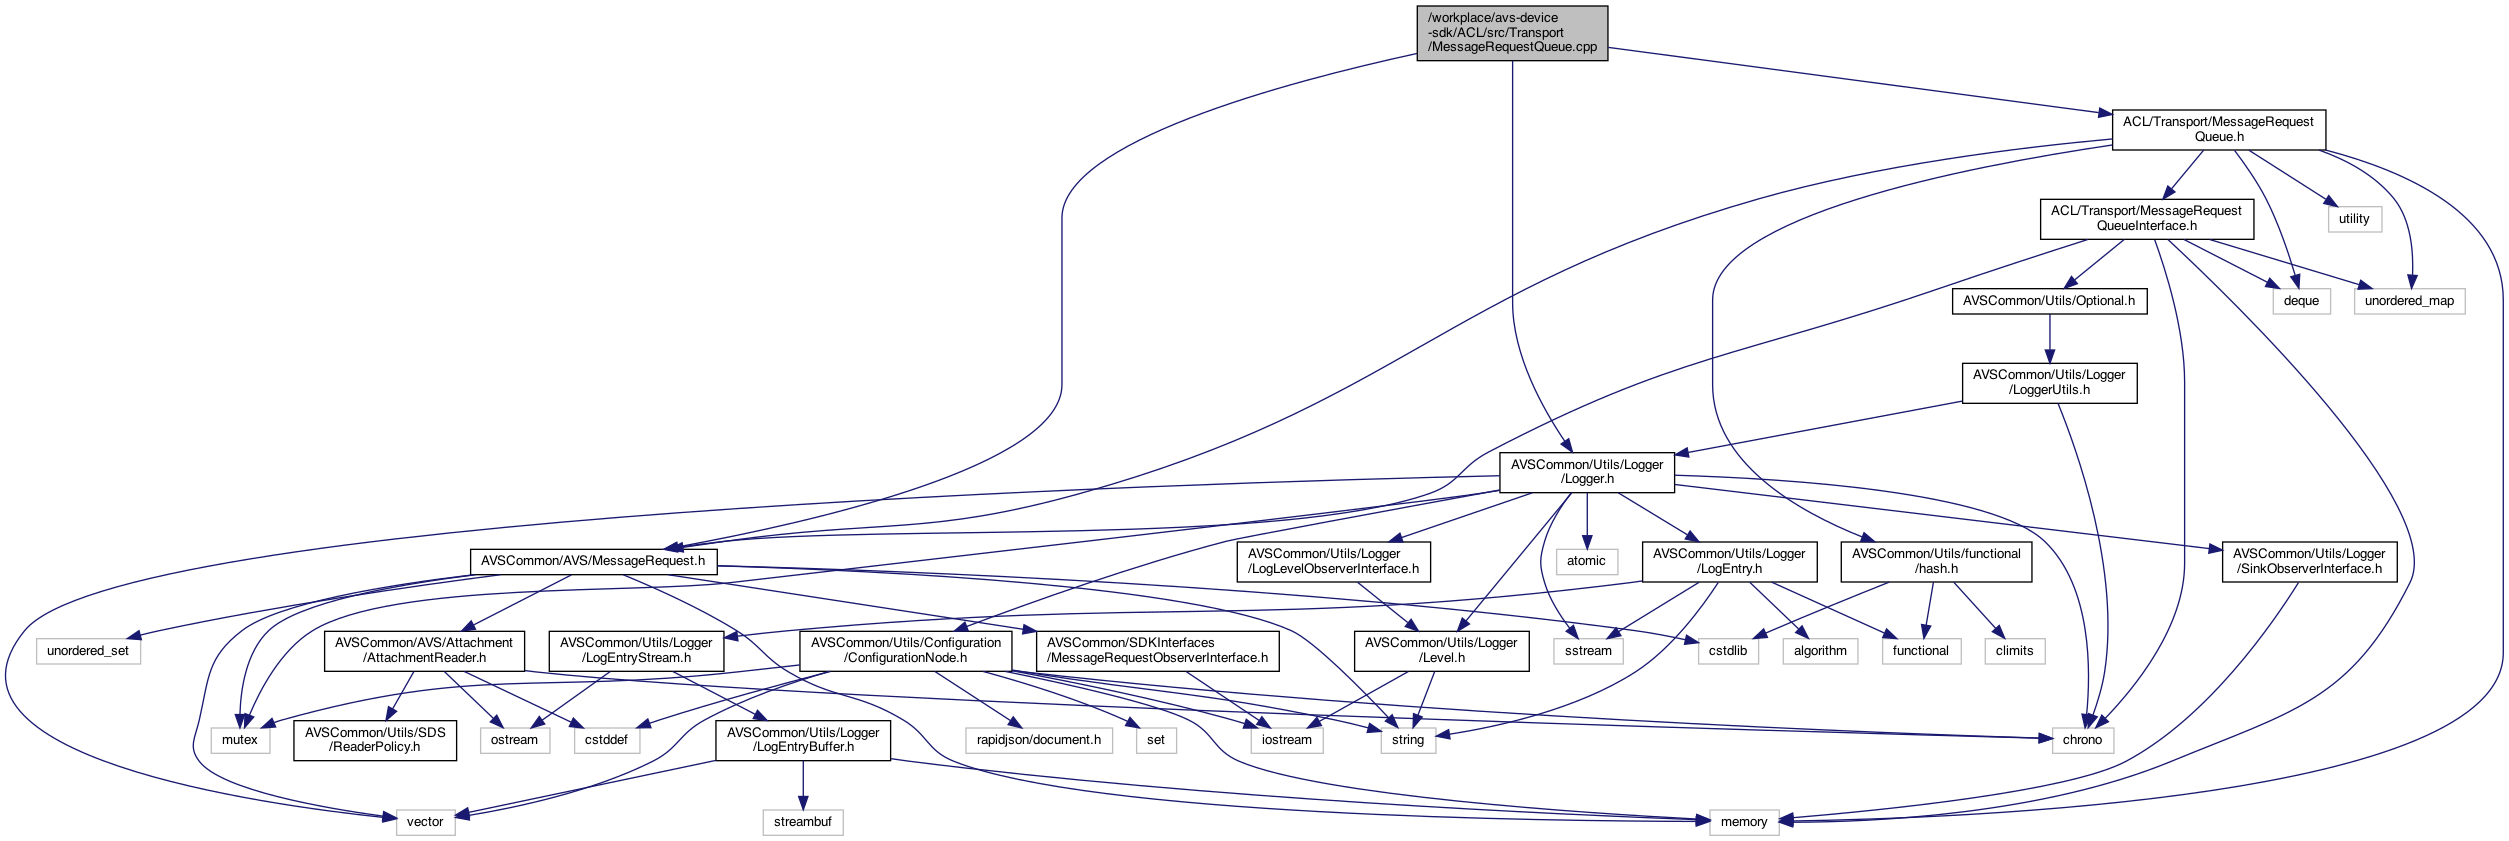 /workplace/avs-device
-sdk/ACL/src/Transport
/MessageRequestQueue.cpp
ACL/Transport/MessageRequest
Queue.h
ACL/Transport/MessageRequest
QueueInterface.h
utility
AVSCommon/Utils/Optional.h
deque
unordered_map
AVSCommon/Utils/Logger
/LoggerUtils.h
AVSCommon/Utils/Logger
/Logger.h
AVSCommon/AVS/MessageRequest.h
AVSCommon/Utils/Logger
/LogLevelObserverInterface.h
atomic
AVSCommon/Utils/Logger
/LogEntry.h
AVSCommon/Utils/functional
/hash.h
AVSCommon/Utils/Logger
/SinkObserverInterface.h
unordered_set
AVSCommon/AVS/Attachment
/AttachmentReader.h
AVSCommon/Utils/Logger
/LogEntryStream.h
AVSCommon/Utils/Configuration
/ConfigurationNode.h
AVSCommon/SDKInterfaces
/MessageRequestObserverInterface.h
AVSCommon/Utils/Logger
/Level.h
sstream
cstdlib
algorithm
functional
climits
mutex
AVSCommon/Utils/SDS
/ReaderPolicy.h
ostream
cstddef
AVSCommon/Utils/Logger
/LogEntryBuffer.h
rapidjson/document.h
set
iostream
string
chrono
vector
streambuf
memory